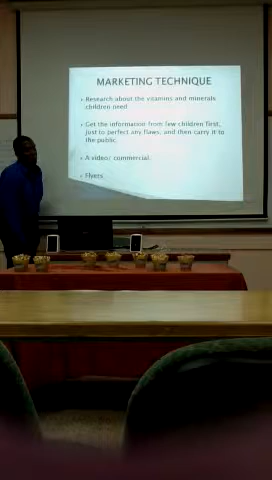 MARKETING TECHNIQUE
Research about the vitamins and minerals
children need
Get the information from few children first,
just to perfect any flaws, and then carry it to
the public.
A video; commercial.
Flyers